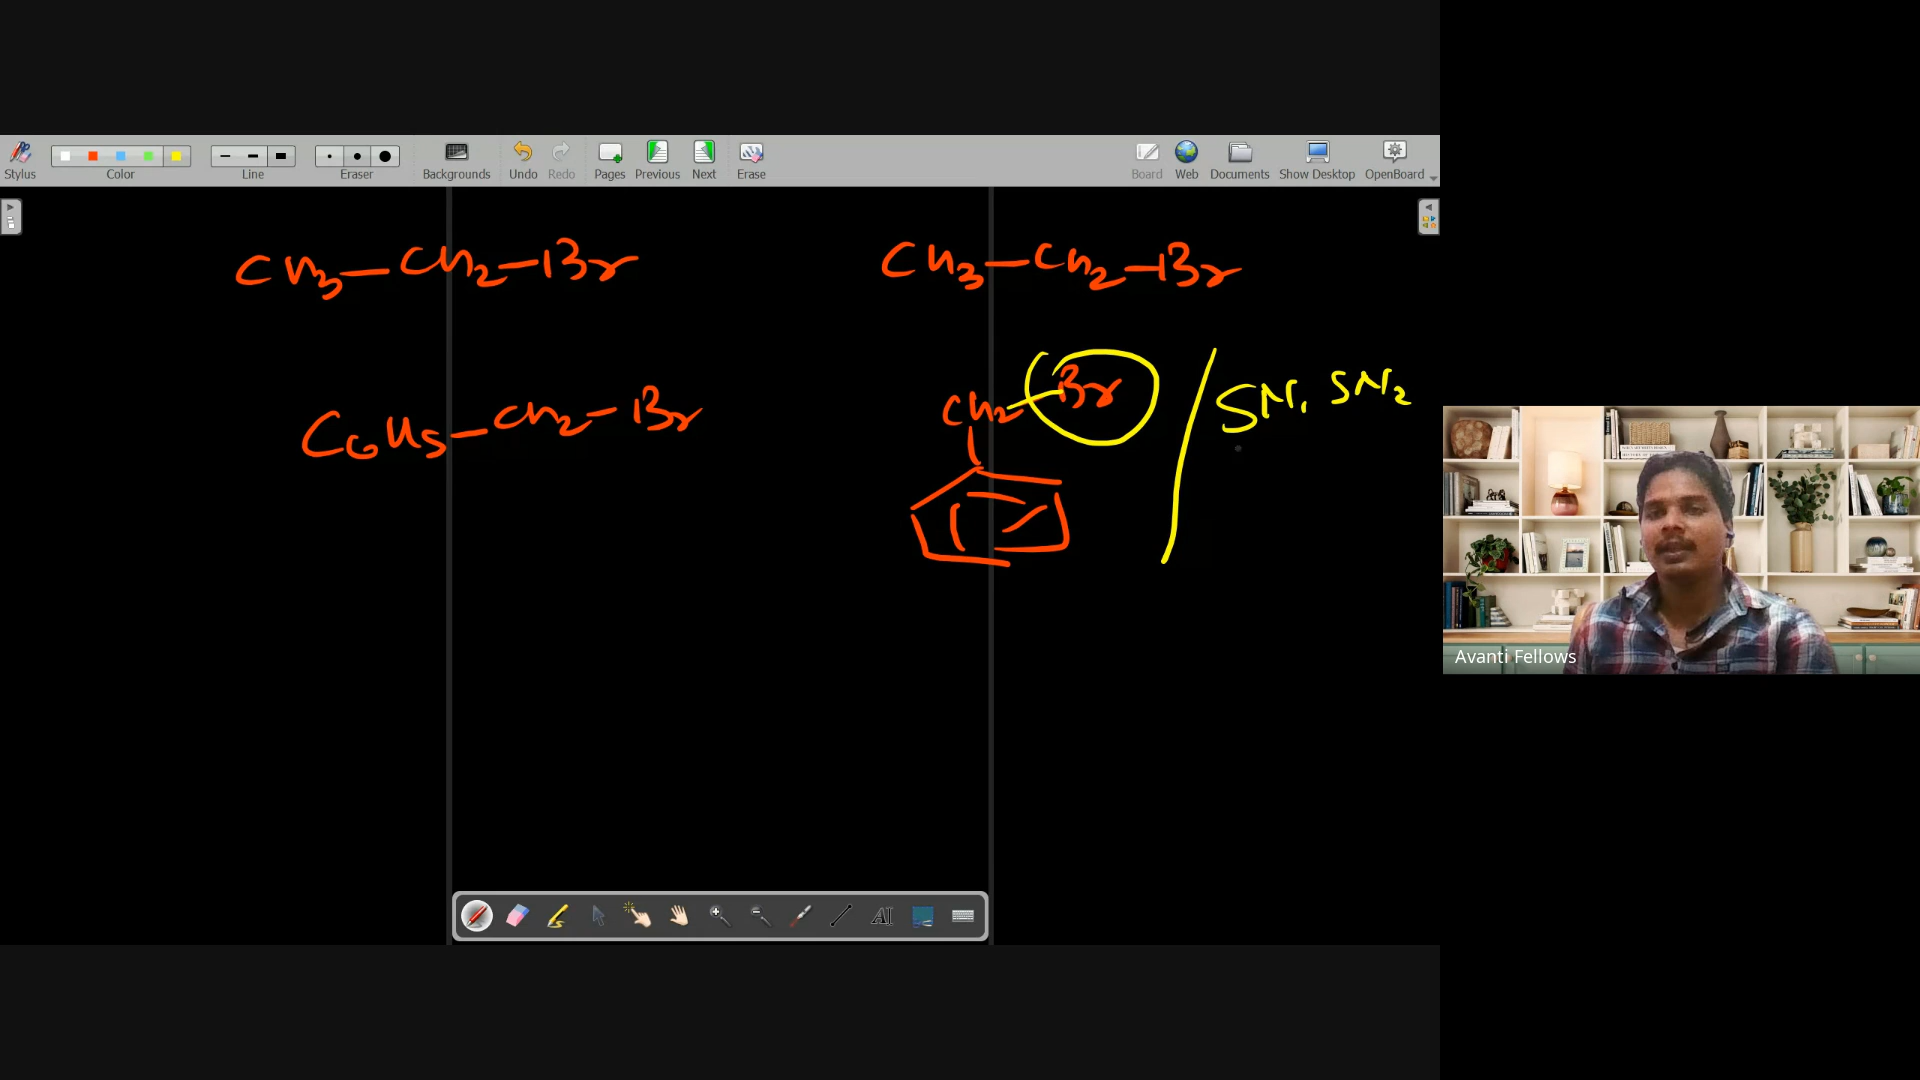 Stylus Color Line Eraser Backgrounds Undo Redo Pages Previous Next Erase Board Web Documents Show Desktop OpenBoard
CH3—CH2—Br
CH3—CH2—Br
C6H5—CH2—Br
CH2—Br
SN1 SN2
AI
Avanti Fellows